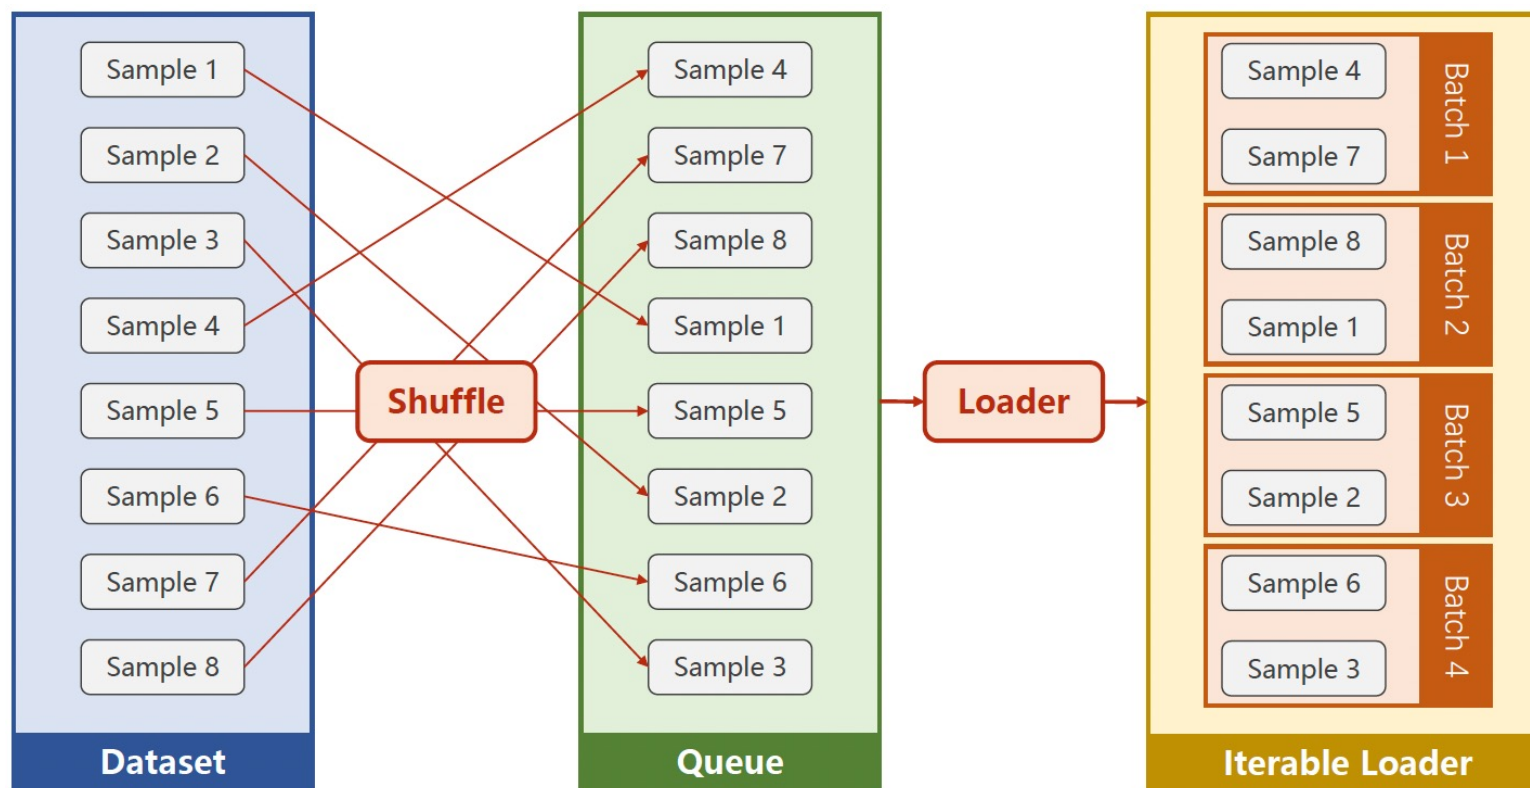 Sample 1
Sample 2
Sample 3
Sample 4
Sample 5
Sample 6
Sample 7
Sample 8
Dataset
Shuffle
Sample 4
Sample 7
Sample 8
Sample 1
Sample 5
Sample 2
Sample 6
Sample 3
Queue
Loader
Sample 4
Sample 7
Batch 1
Sample 8
Sample 1
Batch 2
Sample 5
Sample 2
Batch 3
Sample 6
Sample 3
Batch 4
Iterable Loader